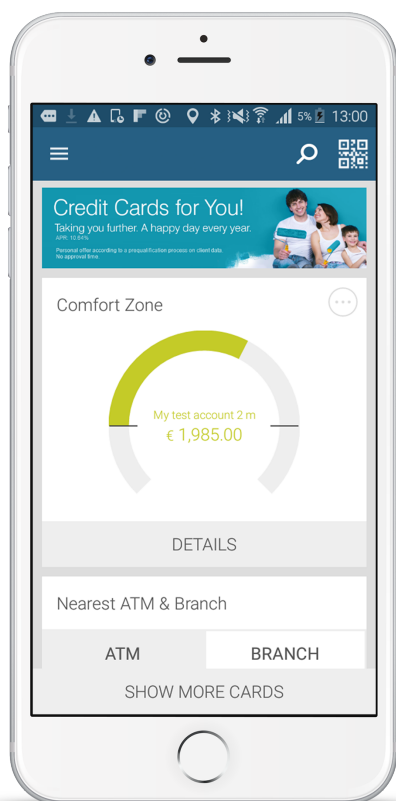 5% 13:00
Credit Cards for You!
Taking you further. A happy day every year.
APR: 10.64%
Personal offer according to a prequalification process on client data.
No approval time.
Comfort Zone
My test account 2 m
€ 1,985.00
DETAILS
Nearest ATM & Branch
ATM BRANCH
SHOW MORE CARDS